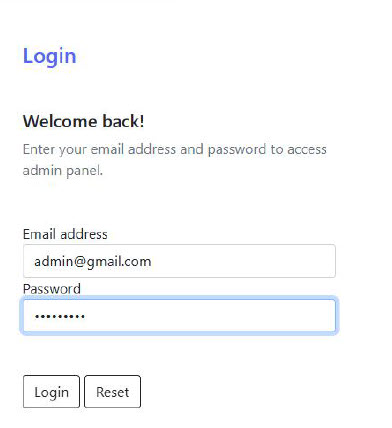 Login
Welcome back!
Enter your email address and password to access
admin panel.
Email address
admin@gmail.com
Password
•••••••••
Login Reset